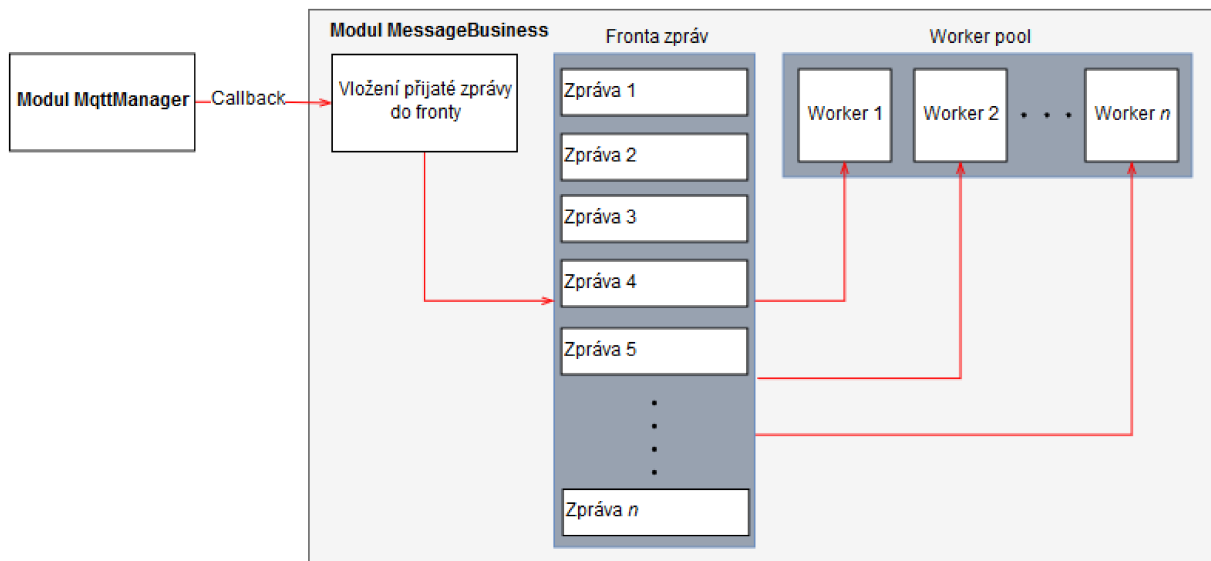 Modul MqttManager
Callback
Modul MessageBusiness
Vložení přijaté zprávy
do fronty
Fronta zpráv
Zpráva 1
Zpráva 2
Zpráva 3
Zpráva 4
Zpráva 5
Zpráva n
Worker pool
Worker 1
Worker 2
Worker n